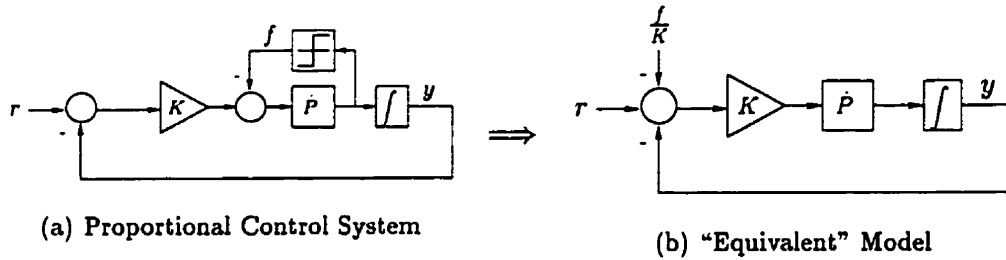 f
r
K
Ṗ
∫
y
-
-
⟹
f/K
r
K
Ṗ
∫
y
-
-
(a) Proportional Control System
(b) “Equivalent” Model